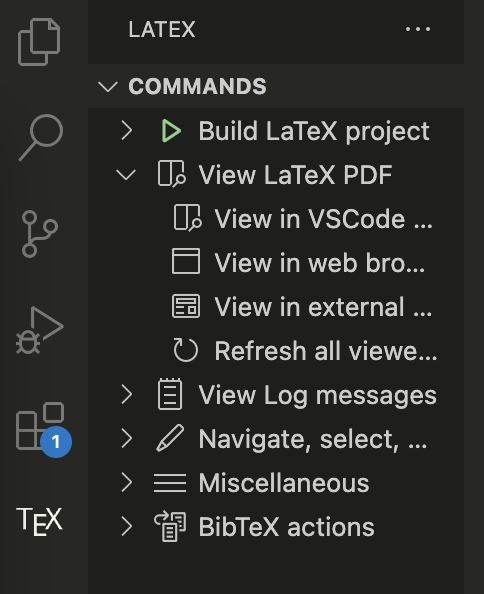 LATEX
COMMANDS
Build LaTeX project
View LaTeX PDF
View in VSCode ...
View in web bro...
View in external ...
Refresh all viewe...
View Log messages
1
Navigate, select, ...
Miscellaneous
TEX
BibTeX actions